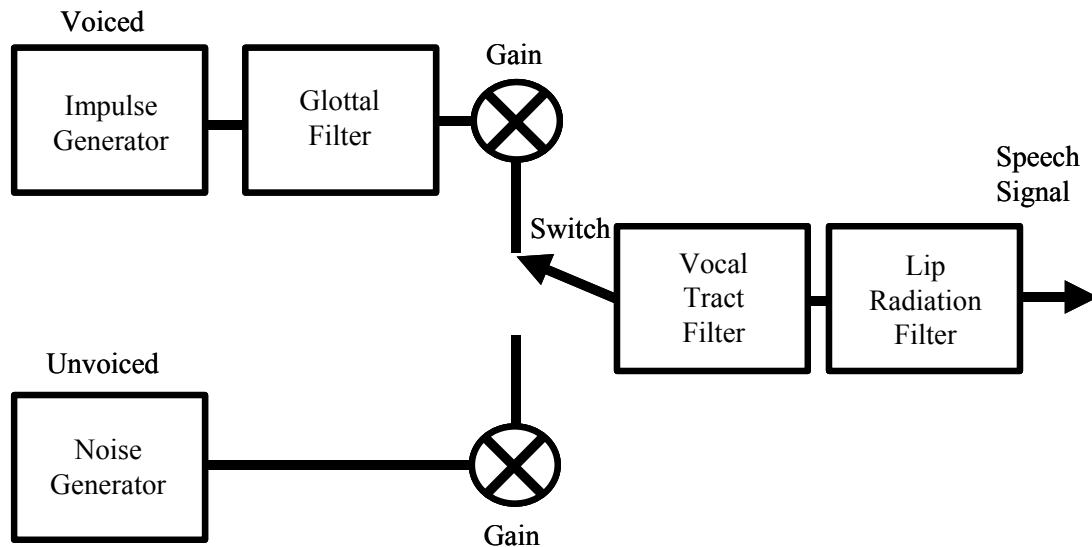 Voiced
Impulse
Generator
Glottal
Filter
Gain
Switch
Vocal
Tract
Filter
Lip
Radiation
Filter
Speech
Signal
Unvoiced
Noise
Generator
Gain